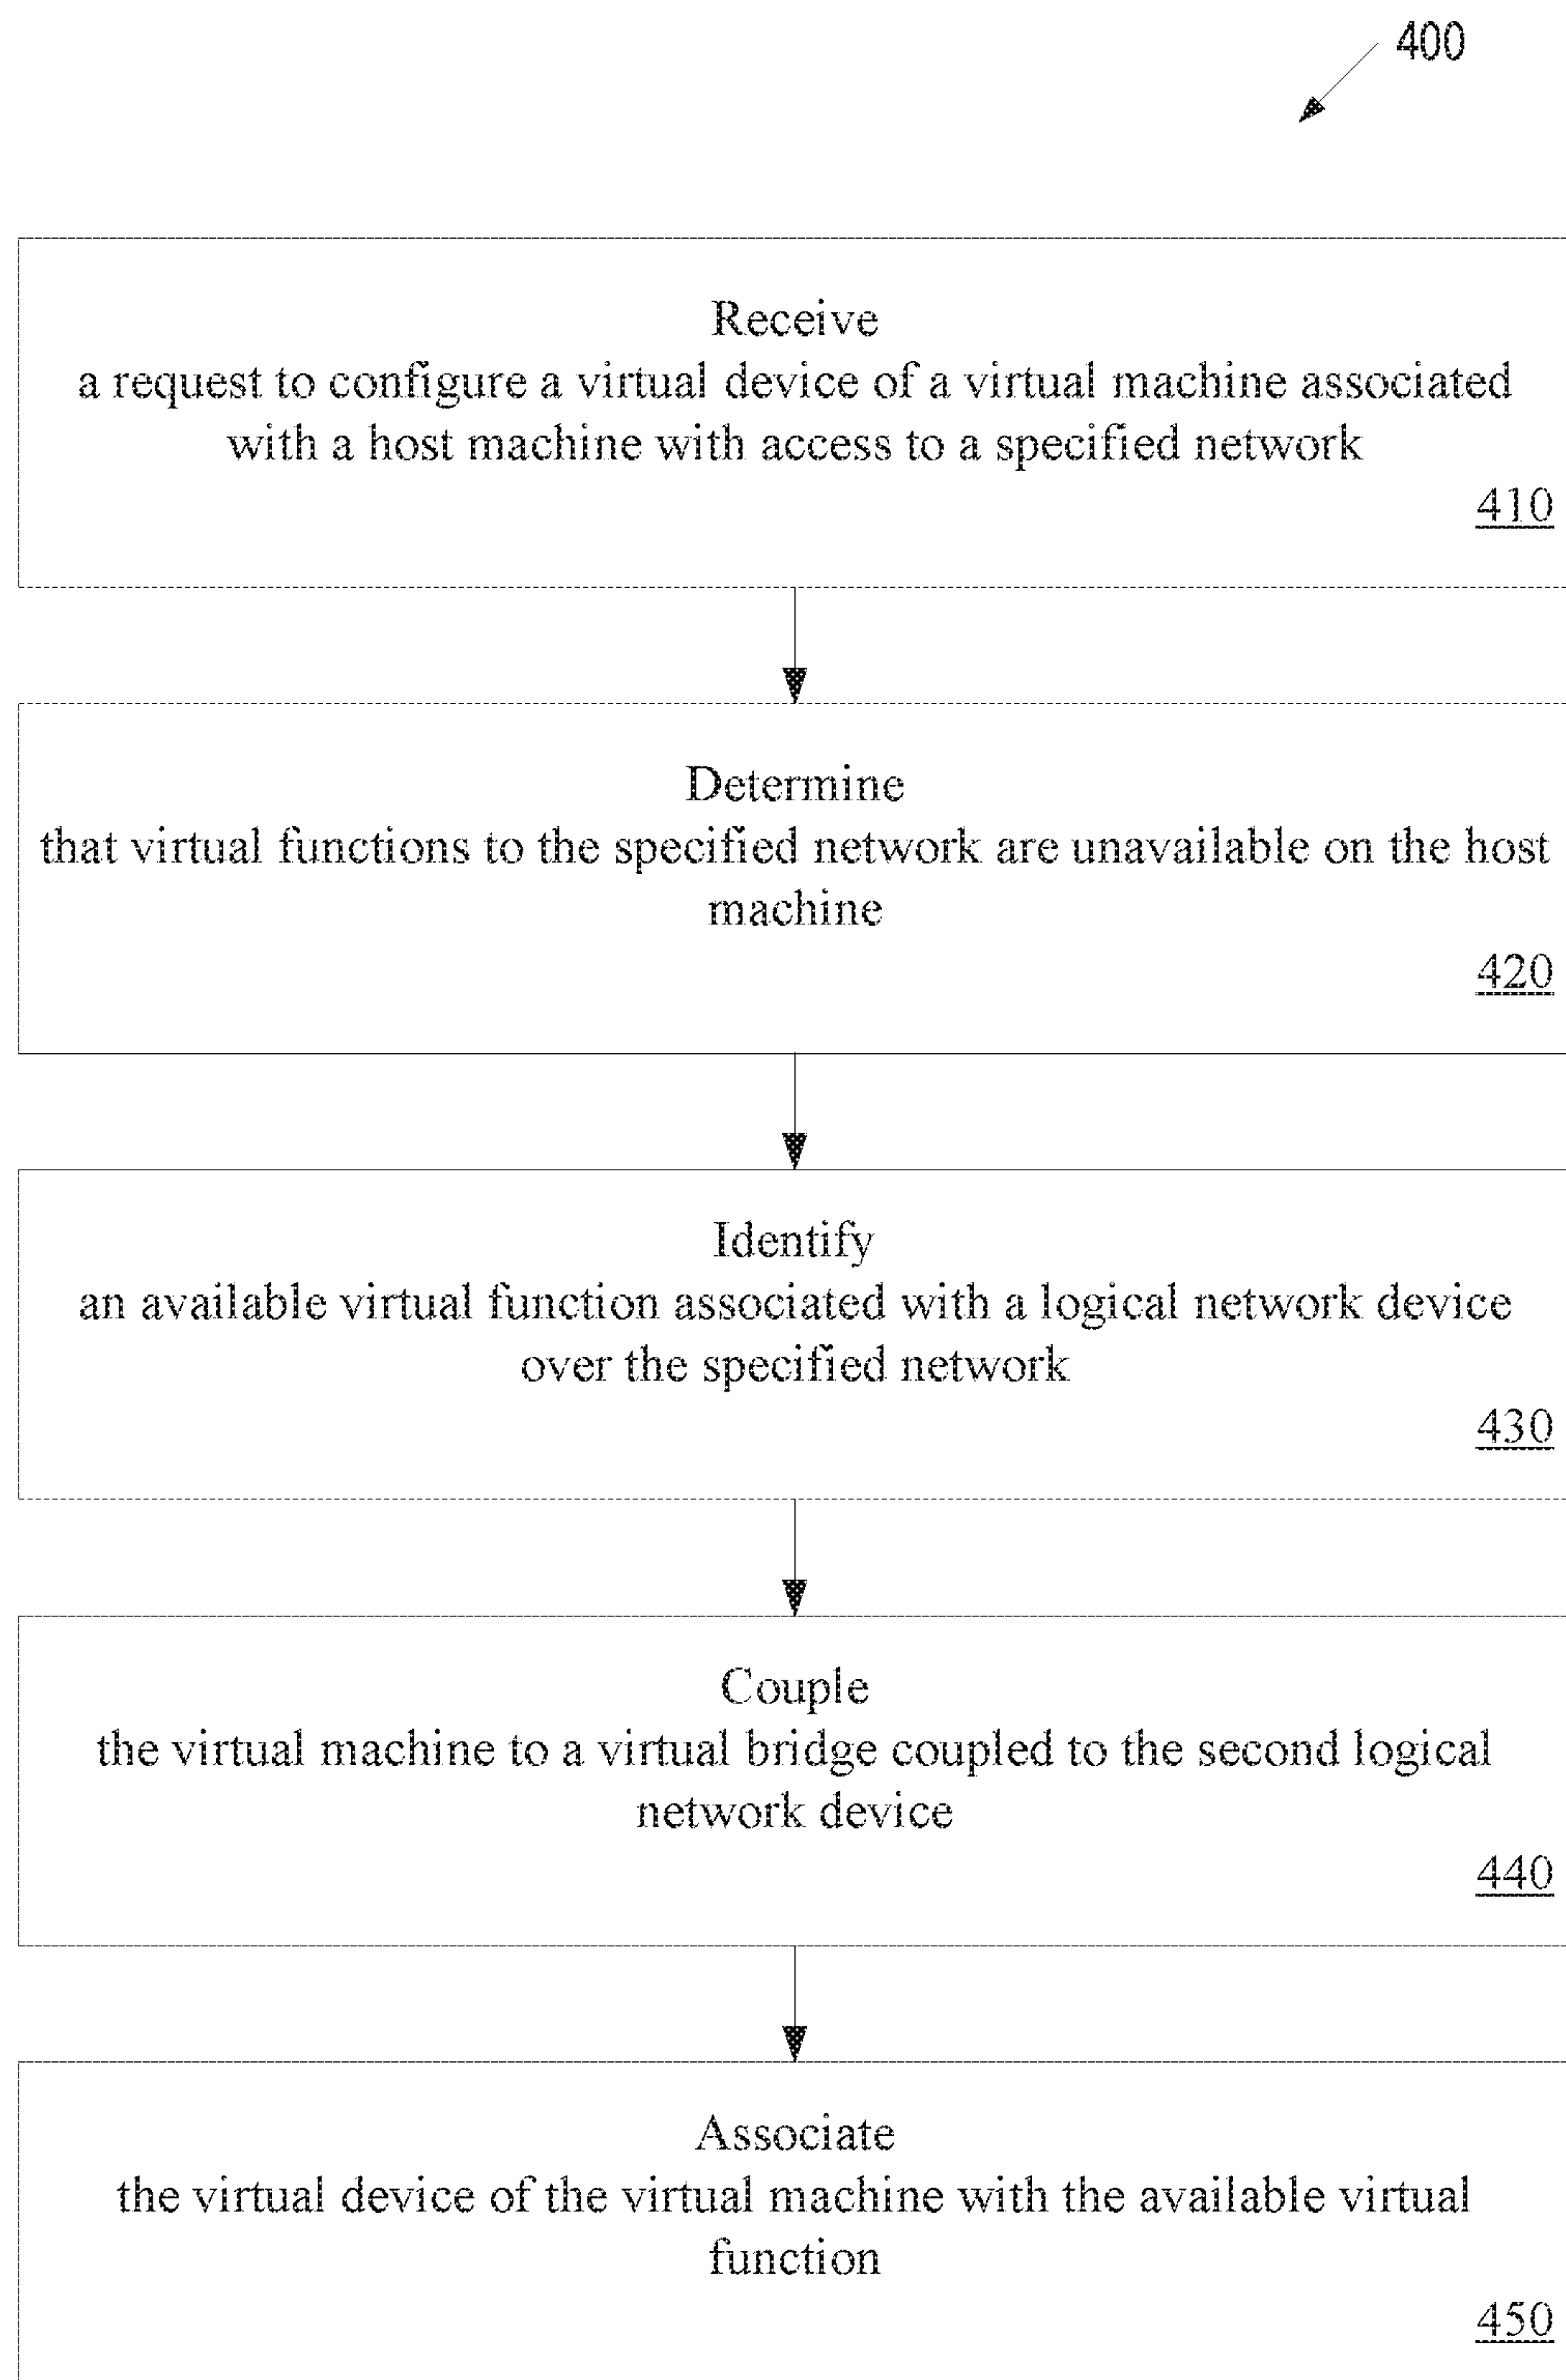 400
Receive
a request to configure a virtual device of a virtual machine associated
with a host machine with access to a specified network
410
Determine
that virtual functions to the specified network are unavailable on the host
machine
420
Identify
an available virtual function associated with a logical network device
over the specified network
430
Couple
the virtual machine to a virtual bridge coupled to the second logical
network device
440
Associate
the virtual device of the virtual machine with the available virtual
function
450